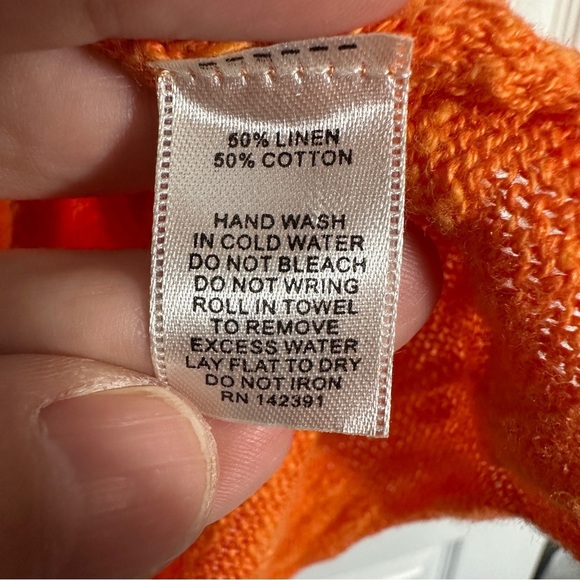 50% LINEN
50% COTTON
HAND WASH
IN COLD WATER
DO NOT BLEACH
DO NOT WRING
ROLL IN TOWEL
TO REMOVE
EXCESS WATER
LAY FLAT TO DRY
DO NOT IRON
RN 142391